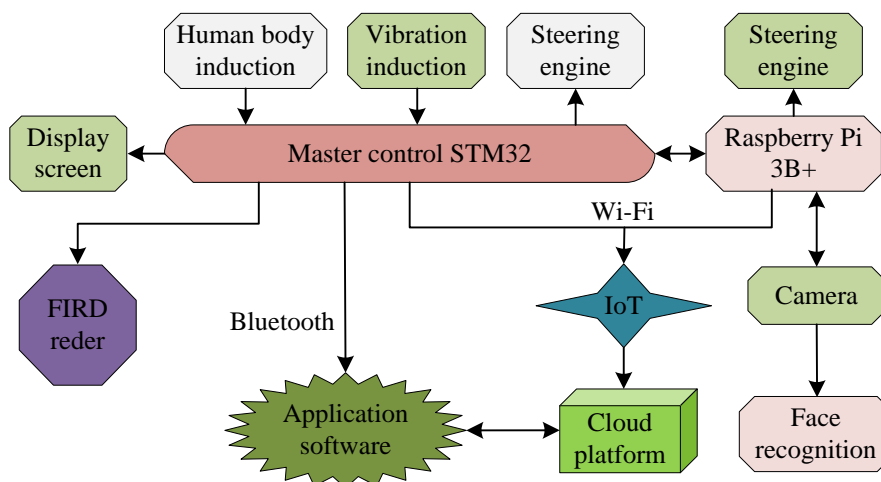 Human body
induction
Vibration
induction
Steering
engine
Steering
engine
Display
screen
Master control STM32
Raspberry Pi
3B+
Wi-Fi
FIRD
reder
Bluetooth
IoT
Camera
Application
software
Cloud
platform
Face
recognition